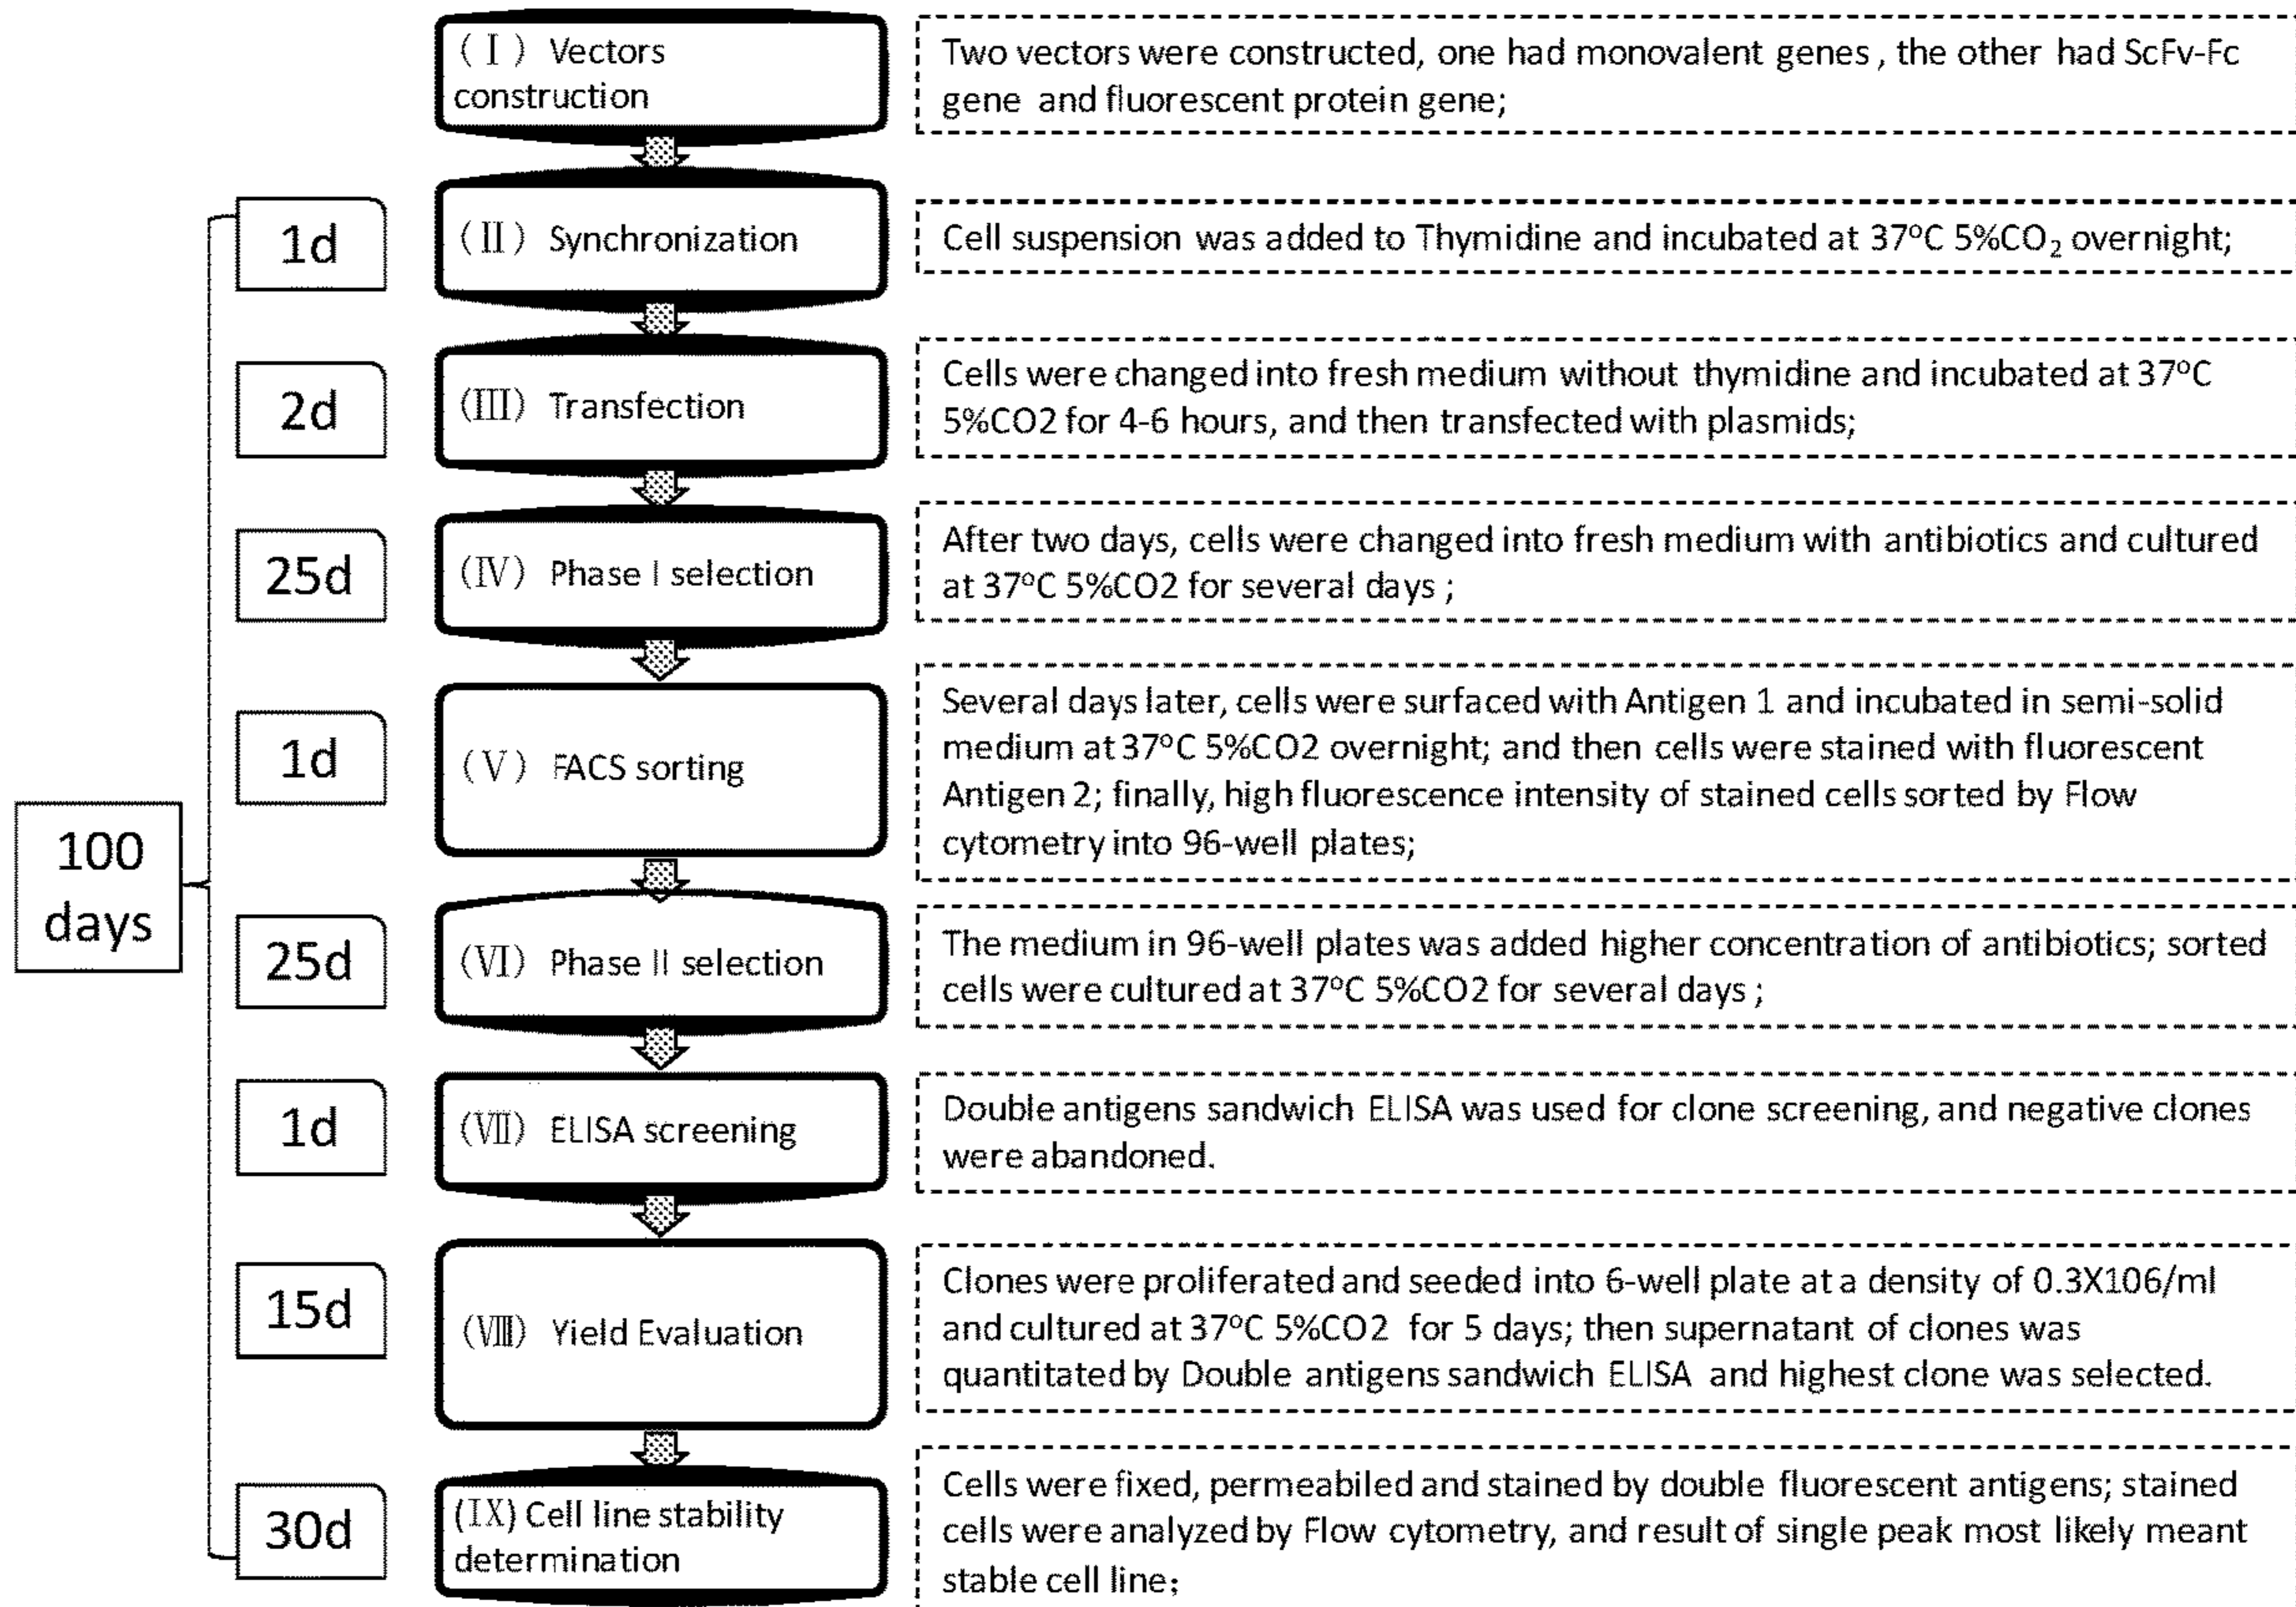 (Ⅰ) Vectors
construction
Two vectors were constructed, one had monovalent genes , the other had ScFv-Fc
gene and fluorescent protein gene;
1d
(Ⅱ) Synchronization
Cell suspension was added to Thymidine and incubated at 37°C 5%CO₂ overnight;
2d
(Ⅲ) Transfection
Cells were changed into fresh medium without thymidine and incubated at 37°C
5%CO2 for 4-6 hours, and then transfected with plasmids;
25d
(Ⅳ) Phase I selection
After two days, cells were changed into fresh medium with antibiotics and cultured
at 37°C 5%CO2 for several days ;
1d
(Ⅴ) FACS sorting
Several days later, cells were surfaced with Antigen 1 and incubated in semi-solid
medium at 37°C 5%CO2 overnight; and then cells were stained with fluorescent
Antigen 2; finally, high fluorescence intensity of stained cells sorted by Flow
cytometry into 96-well plates;
100
days
25d
(Ⅵ) Phase II selection
The medium in 96-well plates was added higher concentration of antibiotics; sorted
cells were cultured at 37°C 5%CO2 for several days ;
1d
(Ⅶ) ELISA screening
Double antigens sandwich ELISA was used for clone screening, and negative clones
were abandoned.
15d
(Ⅷ) Yield Evaluation
Clones were proliferated and seeded into 6-well plate at a density of 0.3X106/ml
and cultured at 37°C 5%CO2 for 5 days; then supernatant of clones was
quantitated by Double antigens sandwich ELISA and highest clone was selected.
30d
(Ⅸ) Cell line stability
determination
Cells were fixed, permeabiled and stained by double fluorescent antigens; stained
cells were analyzed by Flow cytometry, and result of single peak most likely meant
stable cell line;